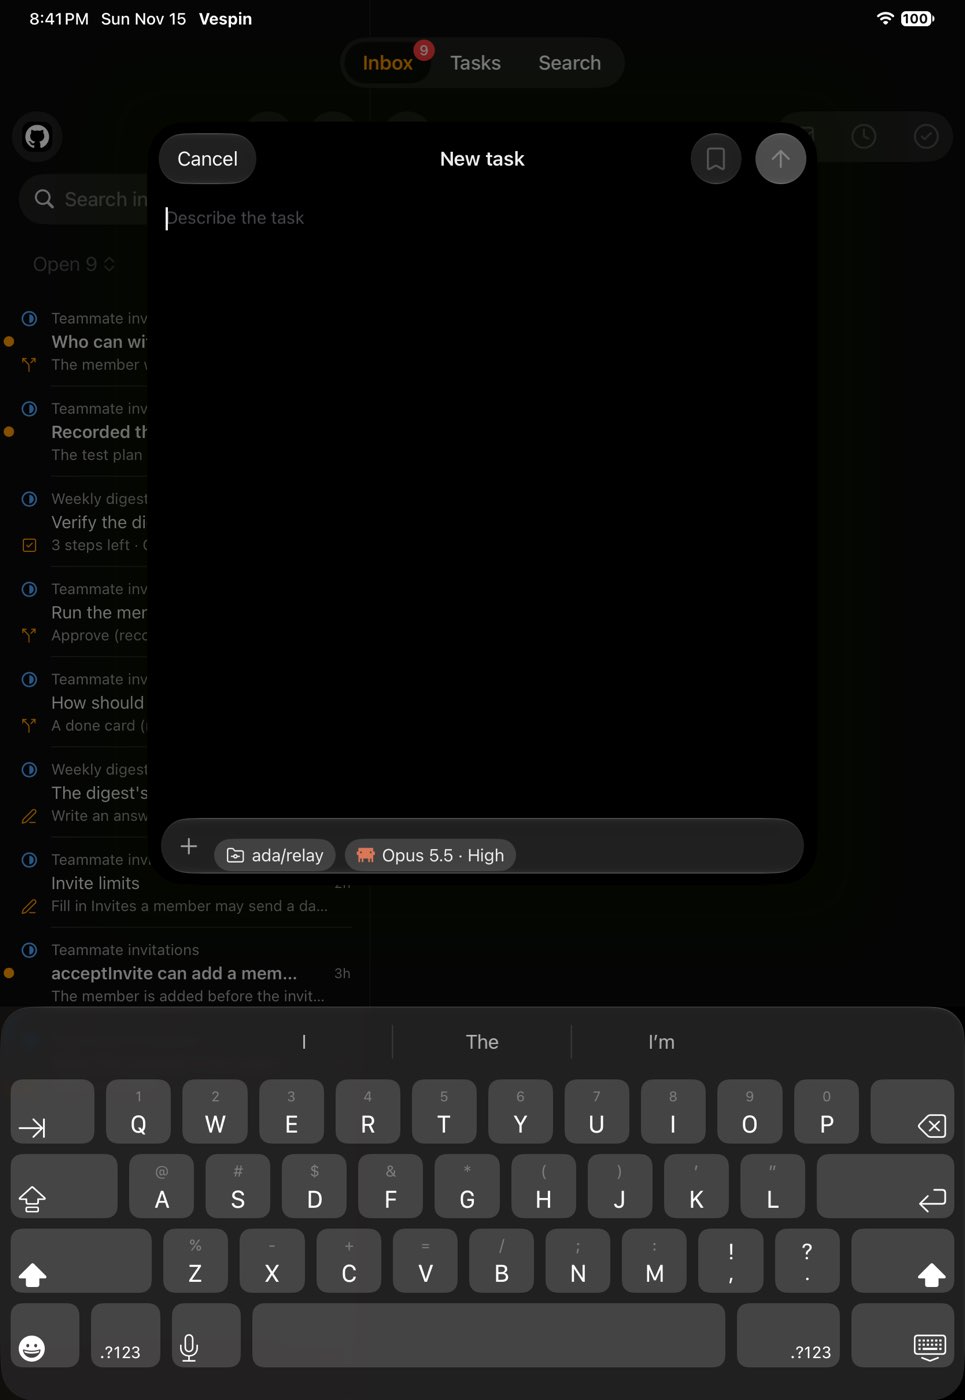 8:41 PM Sun Nov 15 Vespin 100
Inbox 9 Tasks Search
Cancel New task
Search in
Describe the task
Open 9
Teammate inv
Who can wi
The member
Teammate inv
Recorded th
The test plan
Weekly digest
Verify the di
3 steps left ·
Teammate inv
Run the mer
Approve (reco
Teammate inv
How should
A done card (
Weekly digest
The digest's
Write an answ
ada/relay Opus 5.5 · High
Teammate inv
Invite limits 2h
Fill in Invites a member may send a da...
Teammate invitations
acceptInvite can add a mem... 3h
The member is added before the invit...
I The I'm
1 2 3 4 5 6 7 8 9 0
Q W E R T Y U I O P
@ # $ & * ( ) ' "
A S D F G H J K L
% - + = / ; : ! ?
Z X C V B N M , .
.?123 .?123